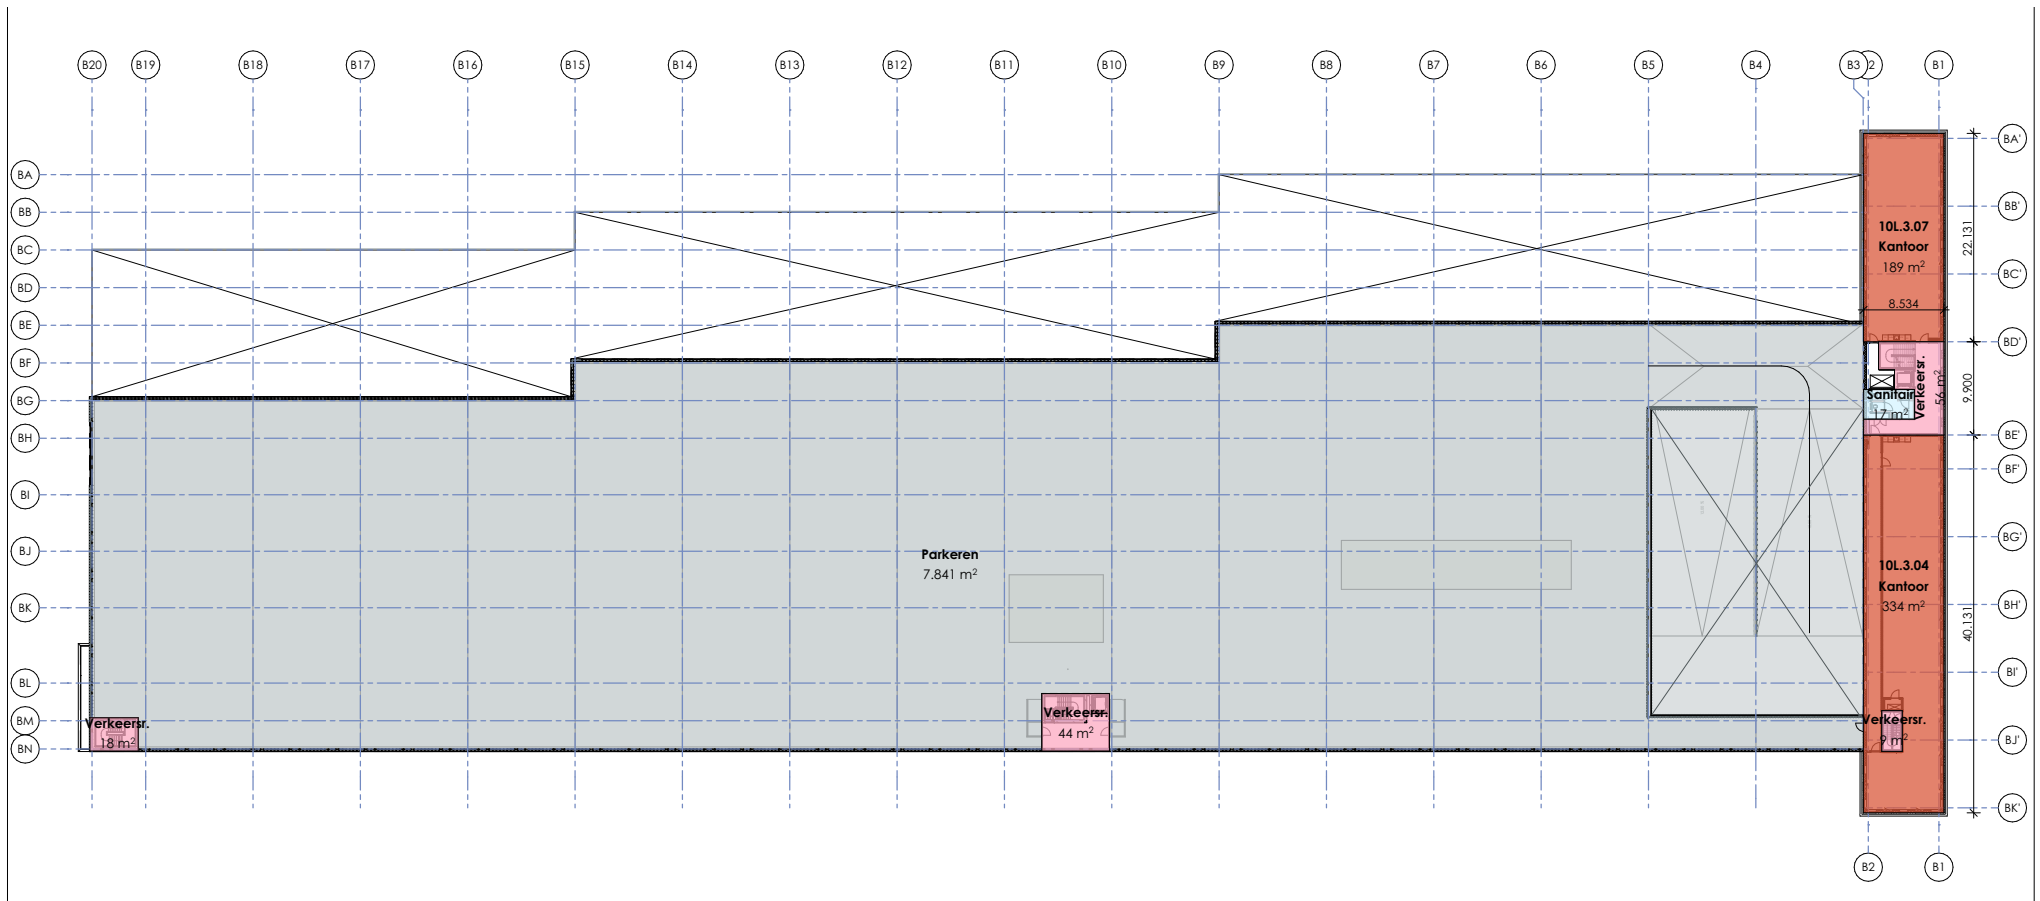 B20 B19 B18 B17 B16 B15 B14 B13 B12 B11 B10 B9 B8 B7 B6 B5 B4 B3 2 B1
BA'
BA
BB'
BB
10L.3.07
Kantoor
189 m²
22.131
BC
BC'
BD
8.534
BE
BD'
BF
Verkeersr.
56 m²
9.900
BG
Sanitair
17 m²
BH
BE'
BF'
BI
BG'
BJ
Parkeren
7.841 m²
10L.3.04
Kantoor
334 m²
40.131
BK
BH'
BI'
BL
Verkeersr.
44 m²
Verkeersr.
9 m²
BM
Verkeersr.
18 m²
BJ'
BN
BK'
B2 B1